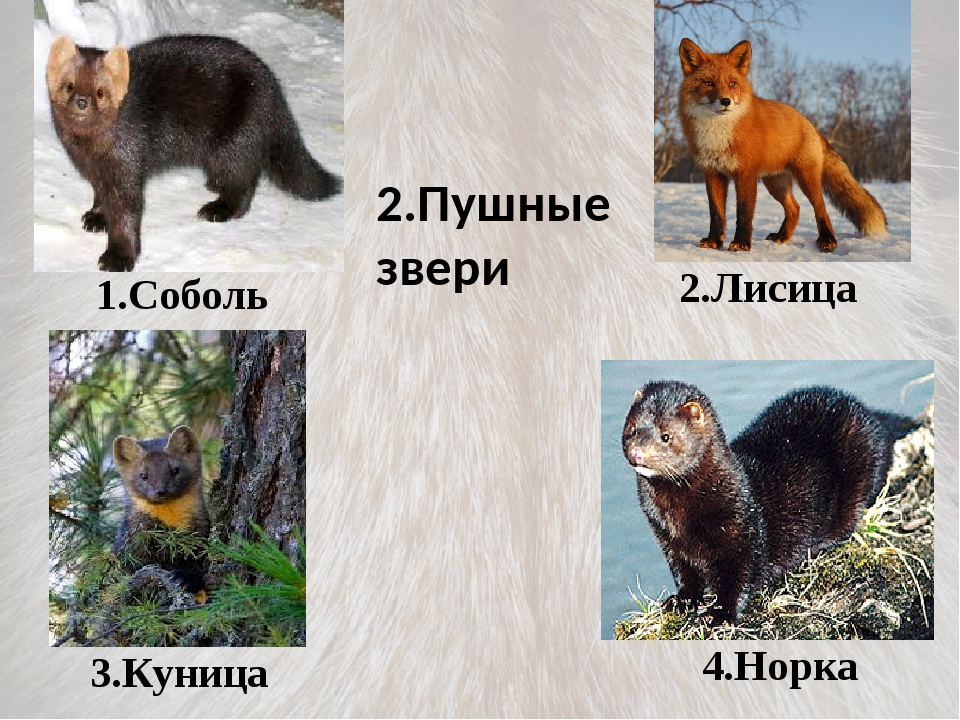 2.Пушные
звери
1.Соболь
2.Лисица
3.Куница
4.Норка